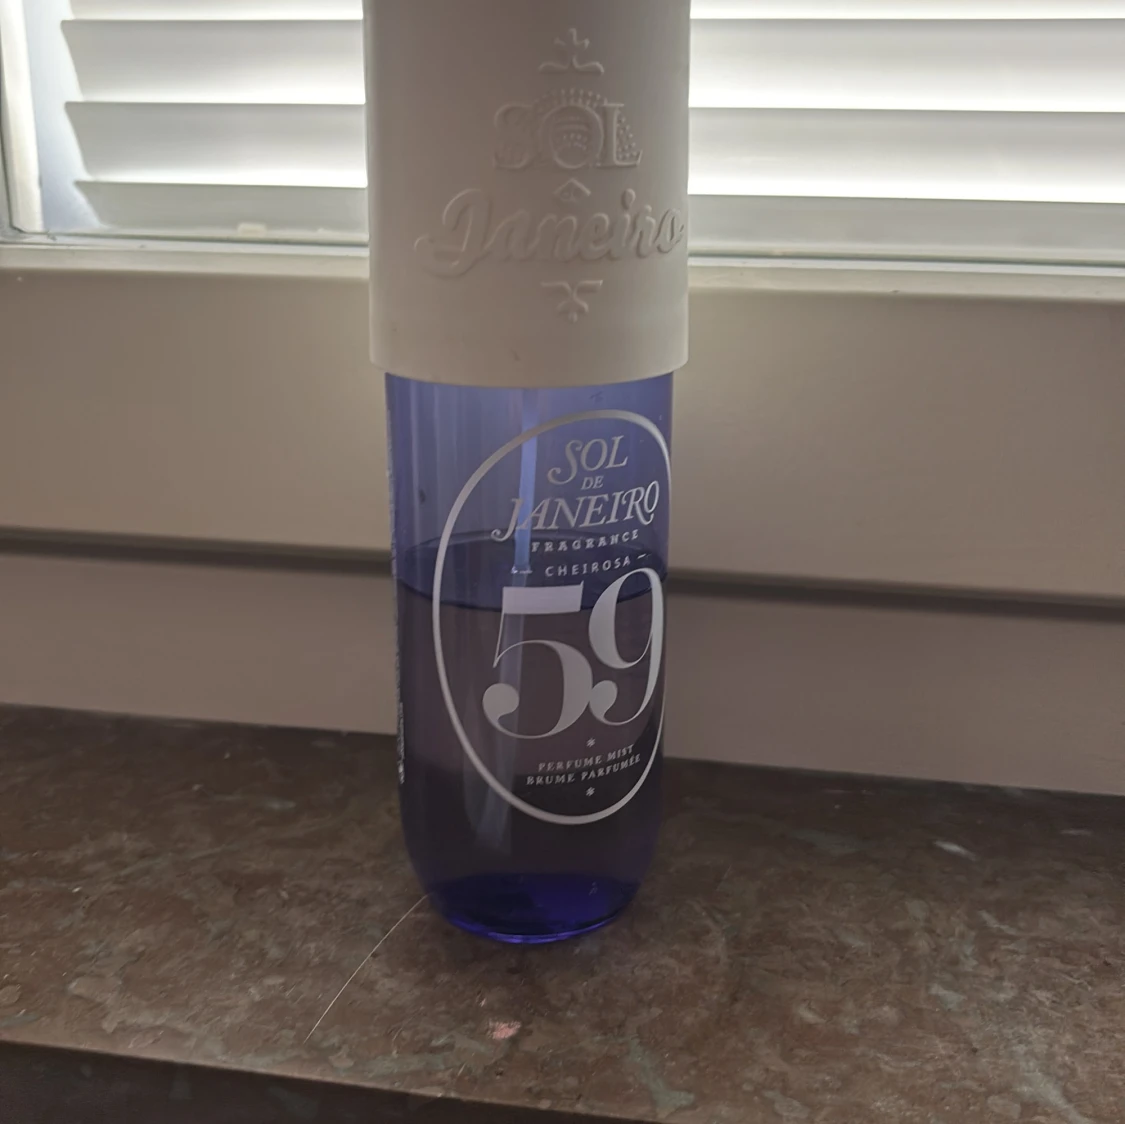 SOL
Janeiro
SOL
DE
JANEIRO
FRAGRANCE
CHEIROSA
59
PERFUME MIST
BRUME PARFUMÉE